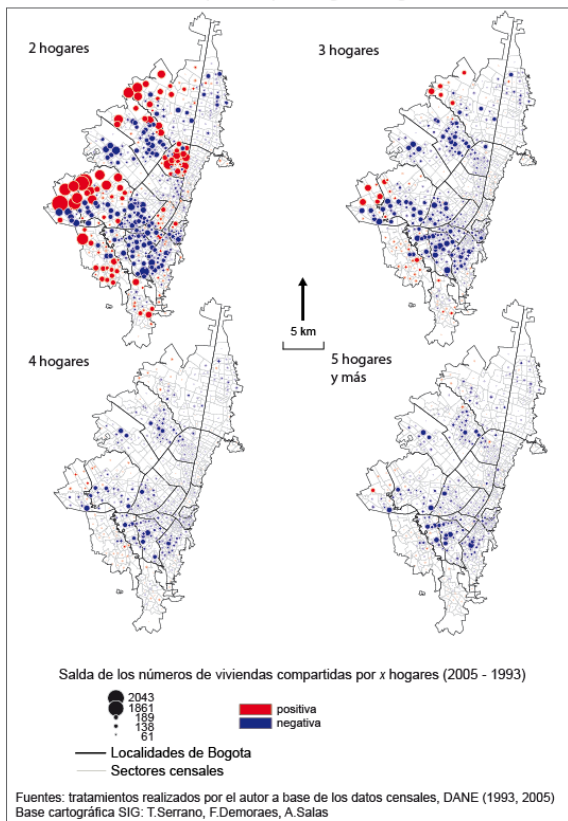 2 hogares
3 hogares
5 km
4 hogares
5 hogares
y más
Salda de los números de viviendas compartidas por x hogares (2005 - 1993)
2043
1861
189
138
61
positiva
negativa
Localidades de Bogota
Sectores censales
Fuentes: tratamientos realizados por el autor a base de los datos censales, DANE (1993, 2005)
Base cartográfica SIG: T.Serrano, F.Demoraes, A.Salas